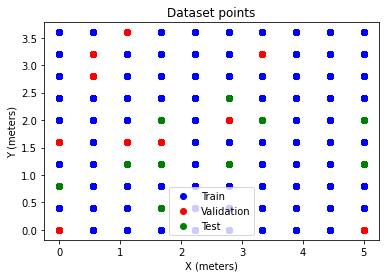 Dataset points
Y (meters)
3.5
3.0
2.5
2.0
1.5
1.0
0.5
0.0
Train
Validation
Test
0
1
2
3
4
5
X (meters)